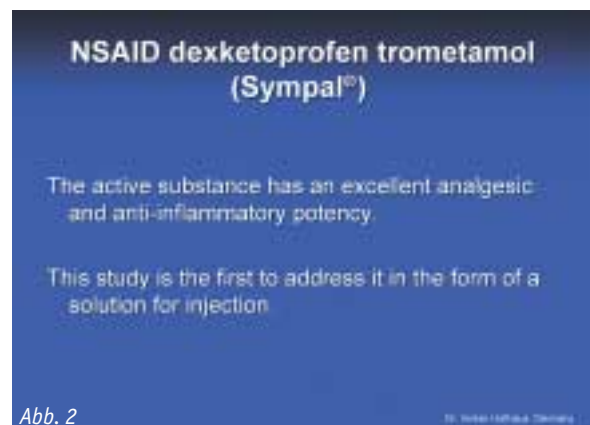 NSAID dexketoprofen trometamol
(Sympal®)
The active substance has an excellent analgesic
and anti-inflammatory potency.
This study is the first to address it in the form of a
solution for injection
Abb. 2
Germany